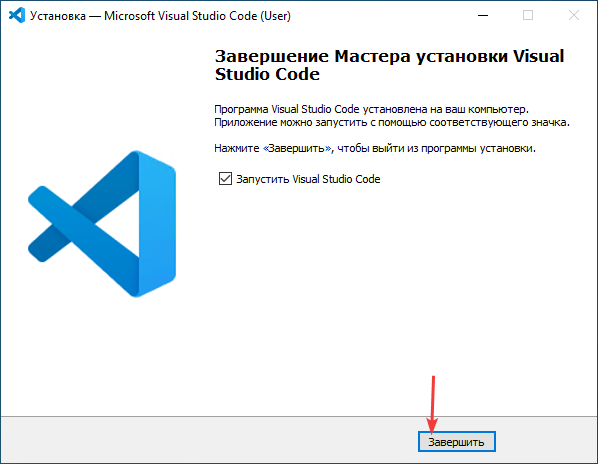 Установка — Microsoft Visual Studio Code (User)
Завершение Мастера установки Visual
Studio Code
Программа Visual Studio Code установлена на ваш компьютер.
Приложение можно запустить с помощью соответствующего значка.
Нажмите «Завершить», чтобы выйти из программы установки.
Запустить Visual Studio Code
Завершить